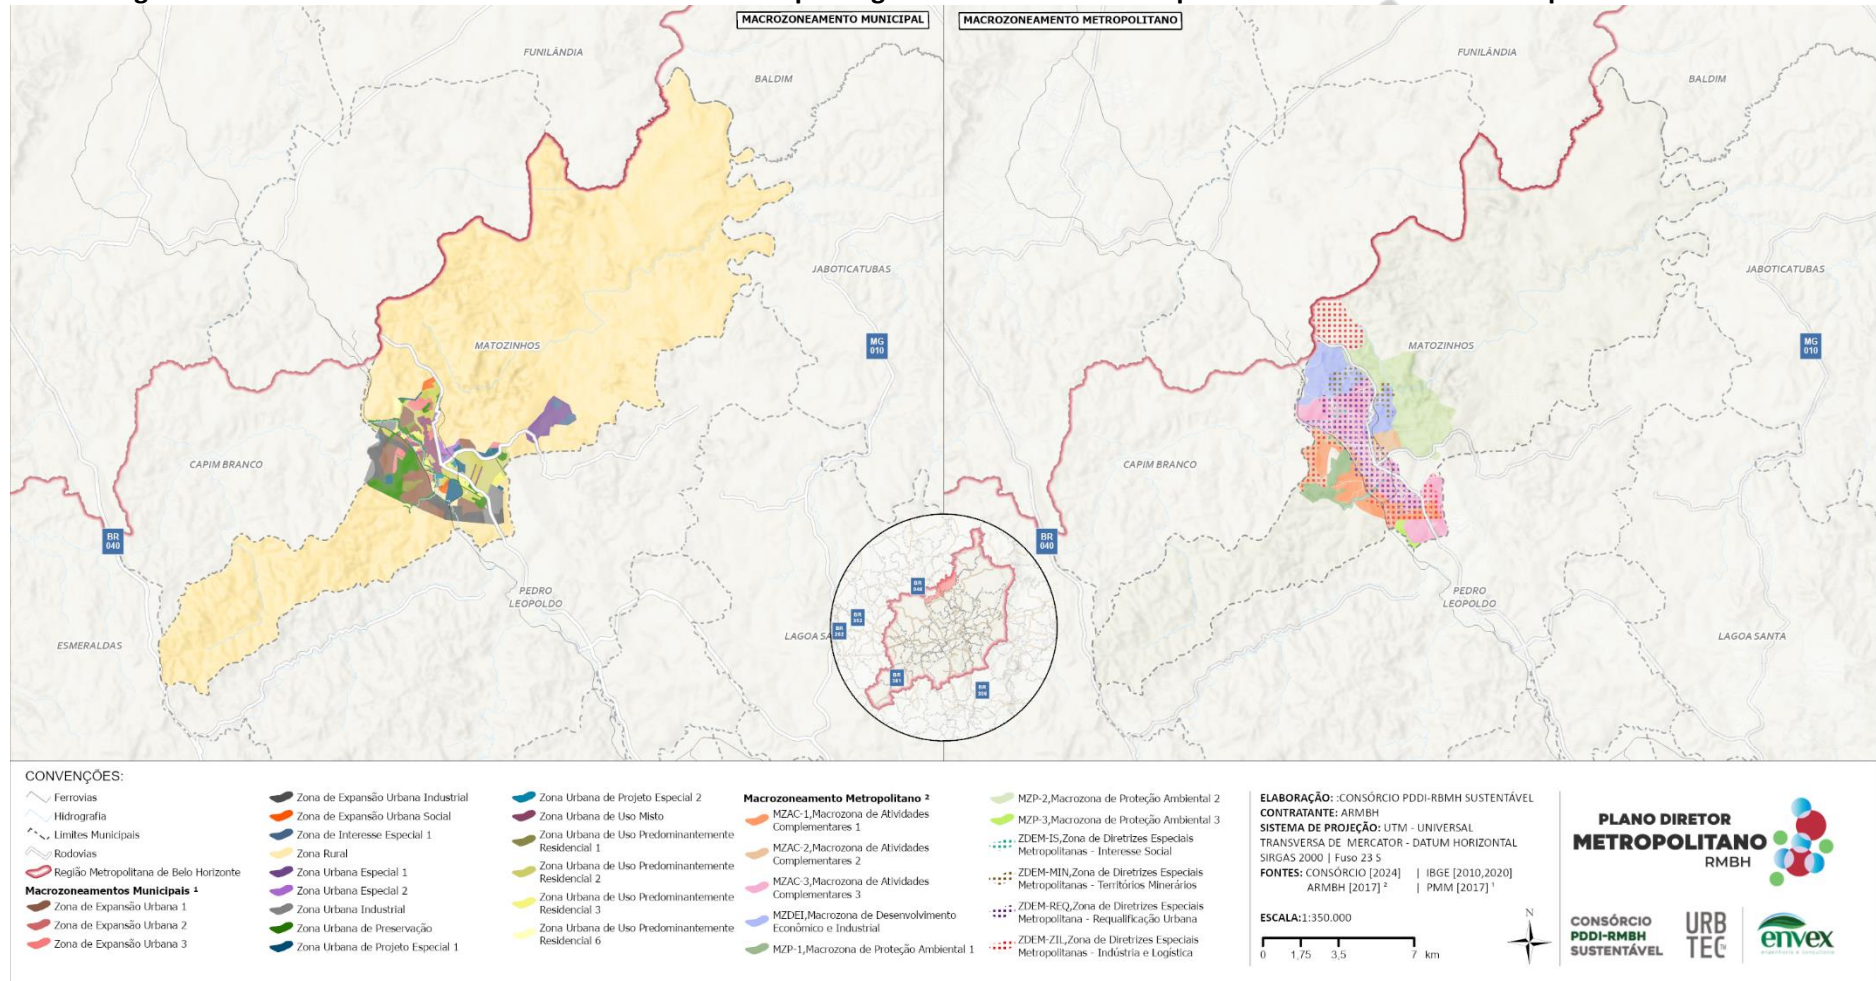 MACROZONEAMENTO MUNICIPAL
MACROZONEAMENTO METROPOLITANO
FUNILÂNDIA
BALDIM
JABOTICATUBAS
MATOZINHOS
MG
010
CAPIM BRANCO
BR
040
PEDRO
LEOPOLDO
ESMERALDAS
LAGOA SA
FUNILÂNDIA
BALDIM
JABOTICATUBAS
MATOZINHOS
MG
010
CAPIM BRANCO
BR
040
PEDRO
LEOPOLDO
LAGOA SANTA
BR
BR
BR
BR
BR
CONVENÇÕES:
Ferrovias
Hidrografia
Limites Municipais
Rodovias
Região Metropolitana de Belo Horizonte
Macrozoneamentos Municipais ¹
Zona de Expansão Urbana 1
Zona de Expansão Urbana 2
Zona de Expansão Urbana 3
Zona de Expansão Urbana Industrial
Zona de Expansão Urbana Social
Zona de Interesse Especial 1
Zona Rural
Zona Urbana Especial 1
Zona Urbana Especial 2
Zona Urbana Industrial
Zona Urbana de Preservação
Zona Urbana de Projeto Especial 1
Zona Urbana de Projeto Especial 2
Zona Urbana de Uso Misto
Zona Urbana de Uso Predominantemente
Residencial 1
Zona Urbana de Uso Predominantemente
Residencial 2
Zona Urbana de Uso Predominantemente
Residencial 3
Zona Urbana de Uso Predominantemente
Residencial 6
Macrozoneamento Metropolitano ²
MZAC-1,Macrozona de Atividades
Complementares 1
MZAC-2,Macrozona de Atividades
Complementares 2
MZAC-3,Macrozona de Atividades
Complementares 3
MZDEI,Macrozona de Desenvolvimento
Econômico e Industrial
MZP-1,Macrozona de Proteção Ambiental 1
MZP-2,Macrozona de Proteção Ambiental 2
MZP-3,Macrozona de Proteção Ambiental 3
ZDEM-IS,Zona de Diretrizes Especiais
Metropolitanas - Interesse Social
ZDEM-MIN,Zona de Diretrizes Especiais
Metropolitanas - Territórios Minerários
ZDEM-REQ,Zona de Diretrizes Especiais
Metropolitana - Requalificação Urbana
ZDEM-ZIL,Zona de Diretrizes Especiais
Metropolitanas - Indústria e Logística
ELABORAÇÃO: :CONSÓRCIO PDDI-RBMH SUSTENTÁVEL
CONTRATANTE: ARMBH
SISTEMA DE PROJEÇÃO: UTM - UNIVERSAL
TRANSVERSA DE MERCATOR - DATUM HORIZONTAL
SIRGAS 2000 | Fuso 23 S
FONTES: CONSÓRCIO [2024] | IBGE [2010,2020]
ARMBH [2017] ² | PMM [2017] ¹
ESCALA:1:350.000
0 1,75 3,5 7 km
N
PLANO DIRETOR
METROPOLITANO
RMBH
CONSÓRCIO
PDDI-RMBH
SUSTENTÁVEL
URB
TEC
envex